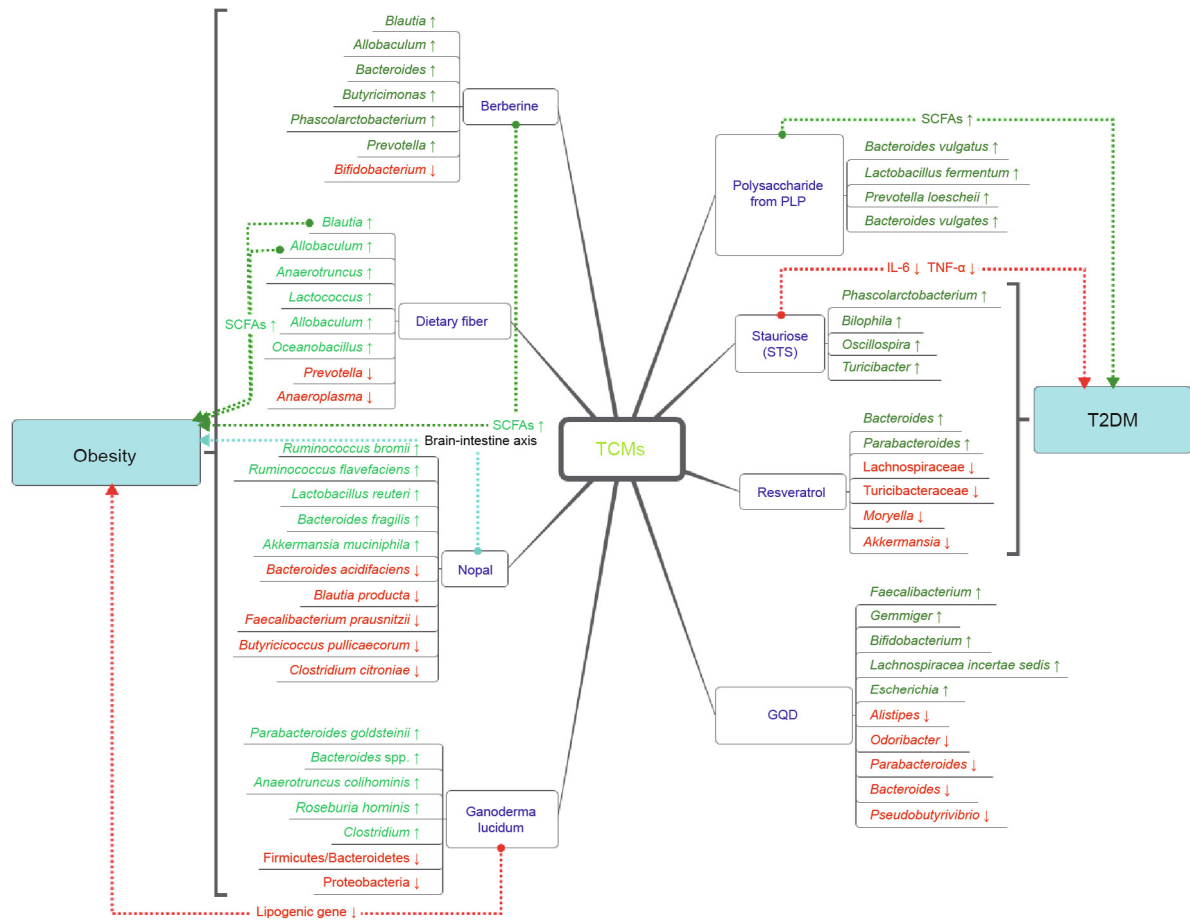 Blautia ↑
Allobaculum ↑
Bacteroides ↑
Butyricimonas ↑
Phascolarctobacterium ↑
Prevotella ↑
Bifidobacterium ↓
Berberine
Blautia ↑
Allobaculum ↑
Anaerotruncus ↑
Lactococcus ↑
Allobaculum ↑
Oceanobacillus ↑
Prevotella ↓
Anaeroplasma ↓
Dietary fiber
SCFAs ↑
SCFAs ↑
Brain-intestine axis
Obesity
Ruminococcus bromii ↑
Ruminococcus flavefaciens ↑
Lactobacillus reuteri ↑
Bacteroides fragilis ↑
Akkermansia muciniphila ↑
Bacteroides acidifaciens ↓
Blautia producta ↓
Faecalibacterium prausnitzii ↓
Butyricicoccus pullicaecorum ↓
Clostridium citroniae ↓
Nopal
Parabacteroides goldsteinii ↑
Bacteroides spp. ↑
Anaerotruncus colihominis ↑
Roseburia hominis ↑
Clostridium ↑
Firmicutes/Bacteroidetes ↓
Proteobacteria ↓
Ganoderma
lucidum
Lipogenic gene ↓
TCMs
SCFAs ↑
Polysaccharide
from PLP
Bacteroides vulgatus ↑
Lactobacillus fermentum ↑
Prevotella loescheii ↑
Bacteroides vulgates ↑
IL-6 ↓ TNF-α ↓
Stauriose
(STS)
Phascolarctobacterium ↑
Bilophila ↑
Oscillospira ↑
Turicibacter ↑
T2DM
Resveratrol
Bacteroides ↑
Parabacteroides ↑
Lachnospiraceae ↓
Turicibacteraceae ↓
Moryella ↓
Akkermansia ↓
GQD
Faecalibacterium ↑
Gemmiger ↑
Bifidobacterium ↑
Lachnospiracea incertae sedis ↑
Escherichia ↑
Alistipes ↓
Odoribacter ↓
Parabacteroides ↓
Bacteroides ↓
Pseudobutyrivibrio ↓